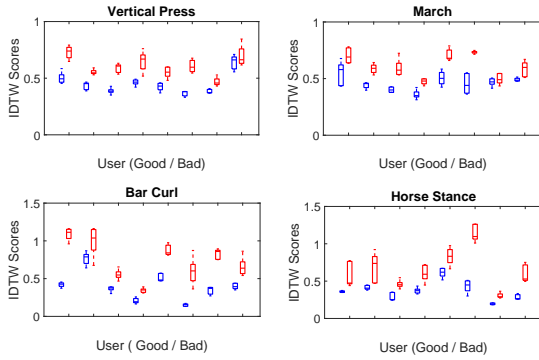 Vertical Press
1
0.5
0
IDTW Scores
User (Good / Bad)
March
1
0.5
0
IDTW Scores
User (Good / Bad)
Bar Curl
1.5
1
0.5
0
IDTW Scores
User ( Good / Bad)
Horse Stance
1.5
1
0.5
0
IDTW Scores
User (Good / Bad)